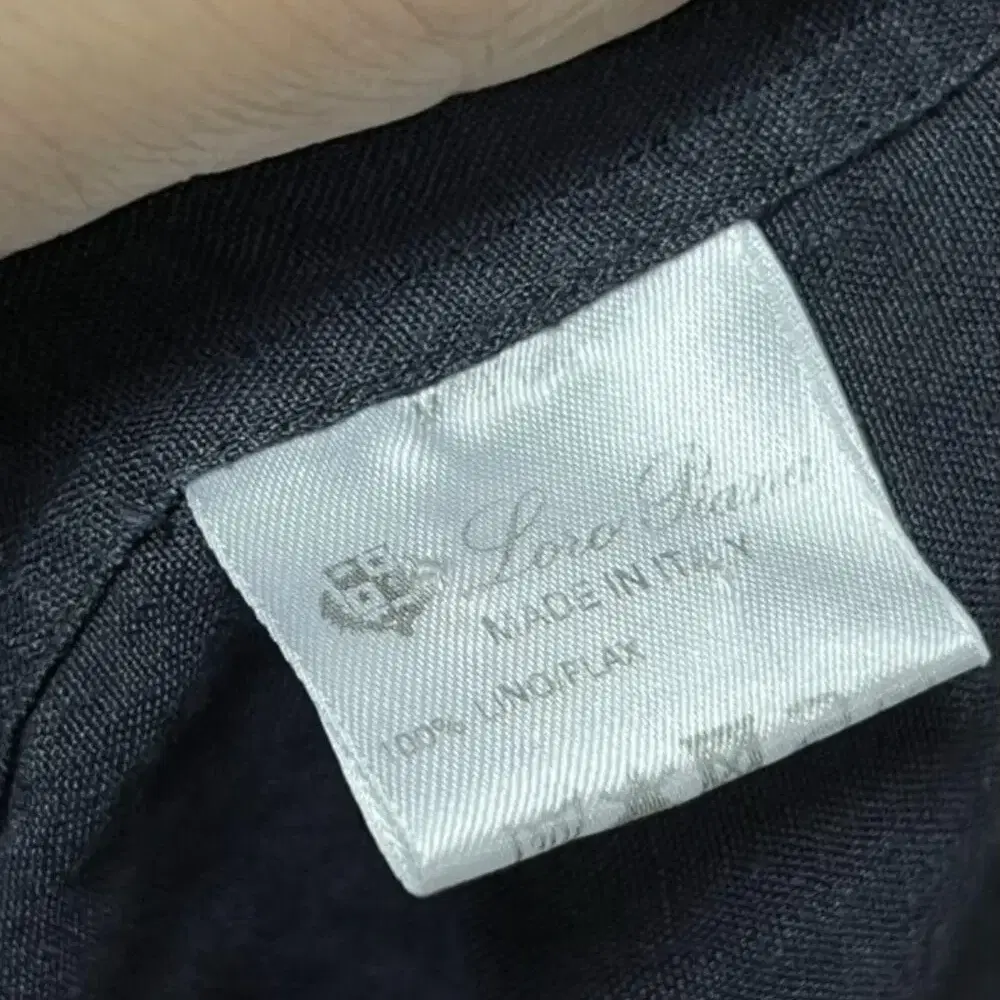 Loro Piana
MADE IN ITALY
100% LINO/FLAX